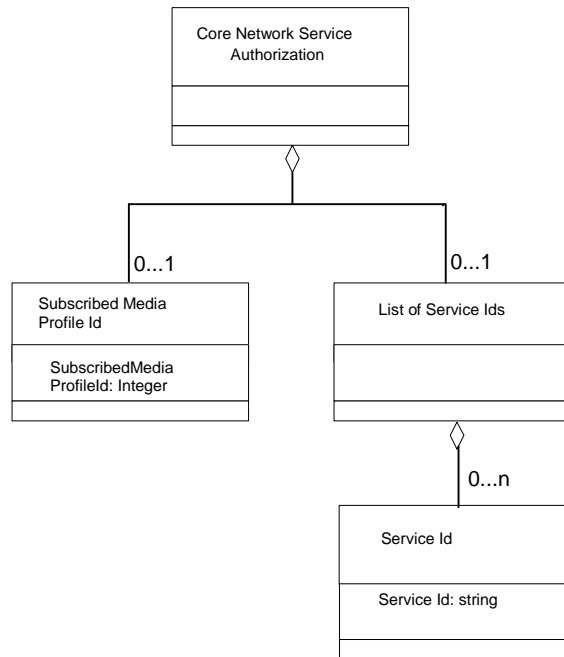 Core Network Service
Authorization
0...1
0...1
Subscribed Media
Profile Id
List of Service Ids
SubscribedMedia
ProfileId: Integer
0...n
Service Id
Service Id: string